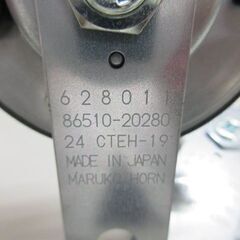 62801
86510-20280
24 CTEH-19
MADE IN JAPAN
MARUKO HORN